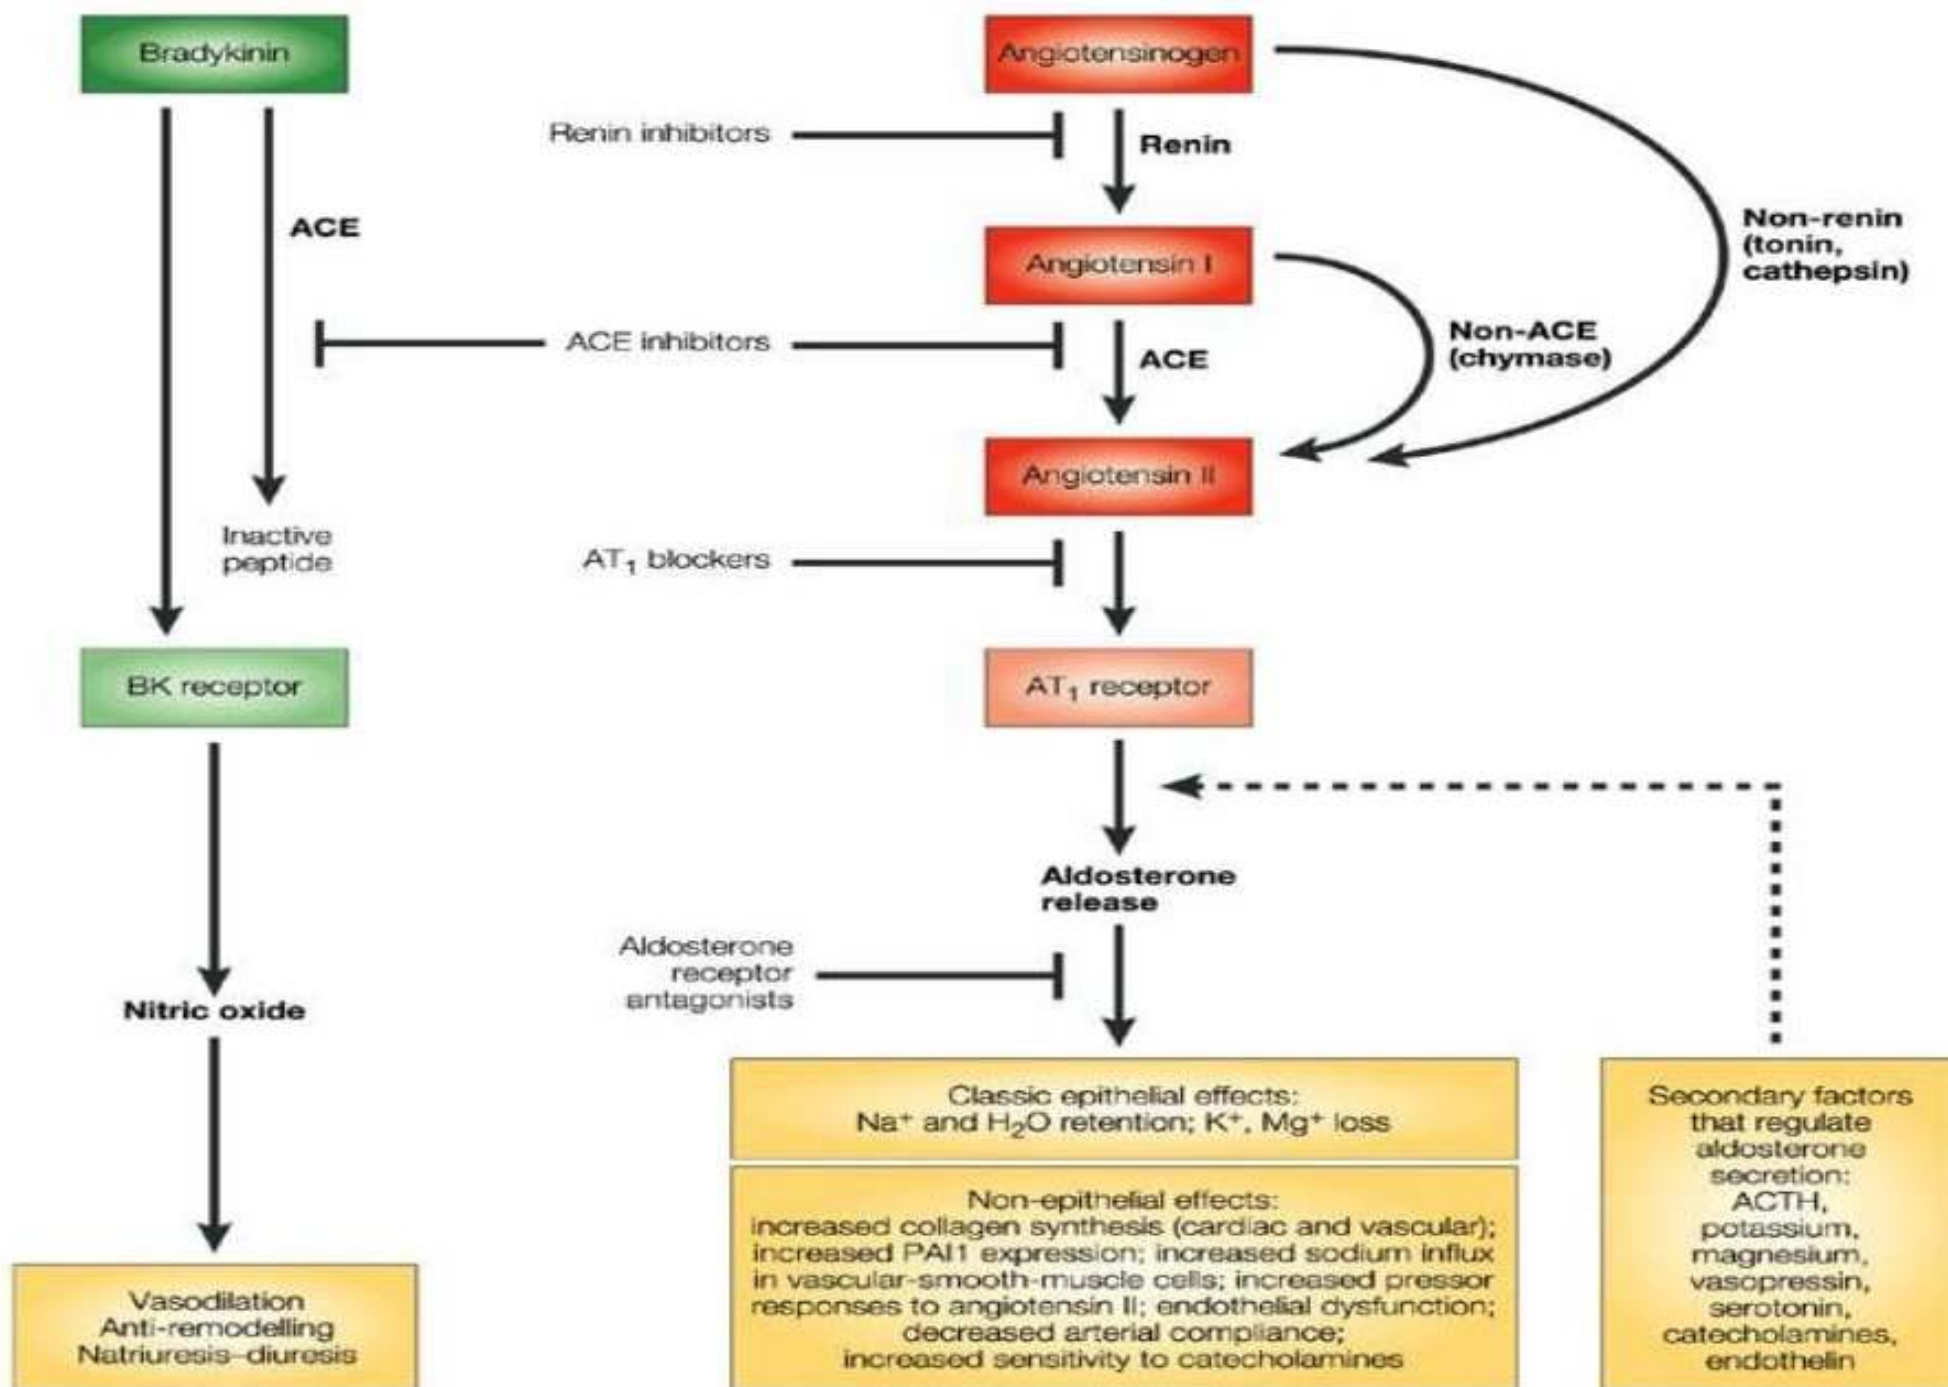 Bradykinin
Angiotensinogen
Renin inhibitors
Renin
ACE
Non-renin
(tonin,
cathepsin)
Angiotensin I
ACE inhibitors
ACE
Non-ACE
(chymase)
Angiotensin II
Inactive
peptide
AT₁ blockers
BK receptor
AT₁ receptor
Aldosterone
release
Aldosterone
receptor
antagonists
Nitric oxide
Classic epithelial effects:
Na⁺ and H₂O retention; K⁺, Mg⁺ loss
Non-epithelial effects:
increased collagen synthesis (cardiac and vascular);
increased PAI1 expression; increased sodium influx
in vascular-smooth-muscle cells; increased pressor
responses to angiotensin II; endothelial dysfunction;
decreased arterial compliance;
increased sensitivity to catecholamines
Secondary factors
that regulate
aldosterone
secretion:
ACTH,
potassium,
magnesium,
vasopressin,
serotonin,
catecholamines,
endothelin
Vasodilation
Anti-remodelling
Natriuresis–diuresis